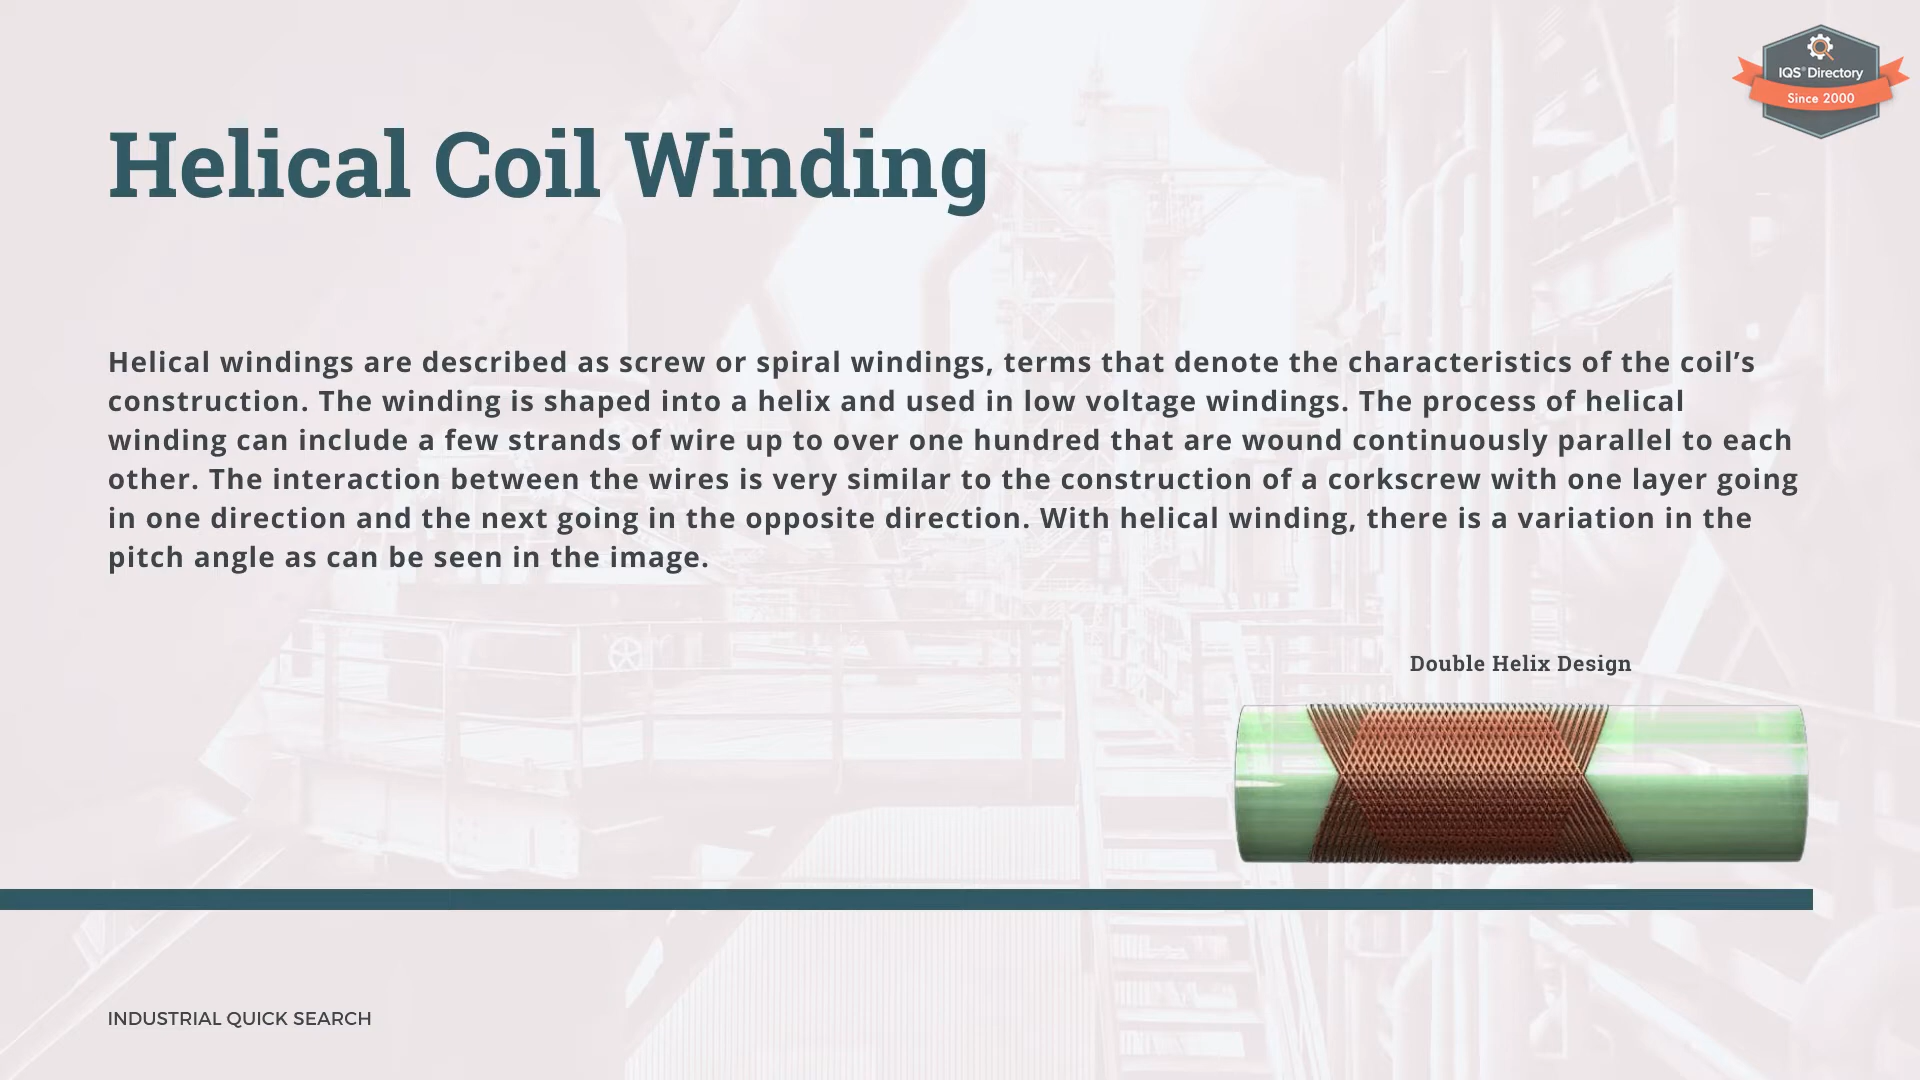 IQS® Directory
Since 2000
Helical Coil Winding
Helical windings are described as screw or spiral windings, terms that denote the characteristics of the coil’s
construction. The winding is shaped into a helix and used in low voltage windings. The process of helical
winding can include a few strands of wire up to over one hundred that are wound continuously parallel to each
other. The interaction between the wires is very similar to the construction of a corkscrew with one layer going
in one direction and the next going in the opposite direction. With helical winding, there is a variation in the
pitch angle as can be seen in the image.
Double Helix Design
INDUSTRIAL QUICK SEARCH